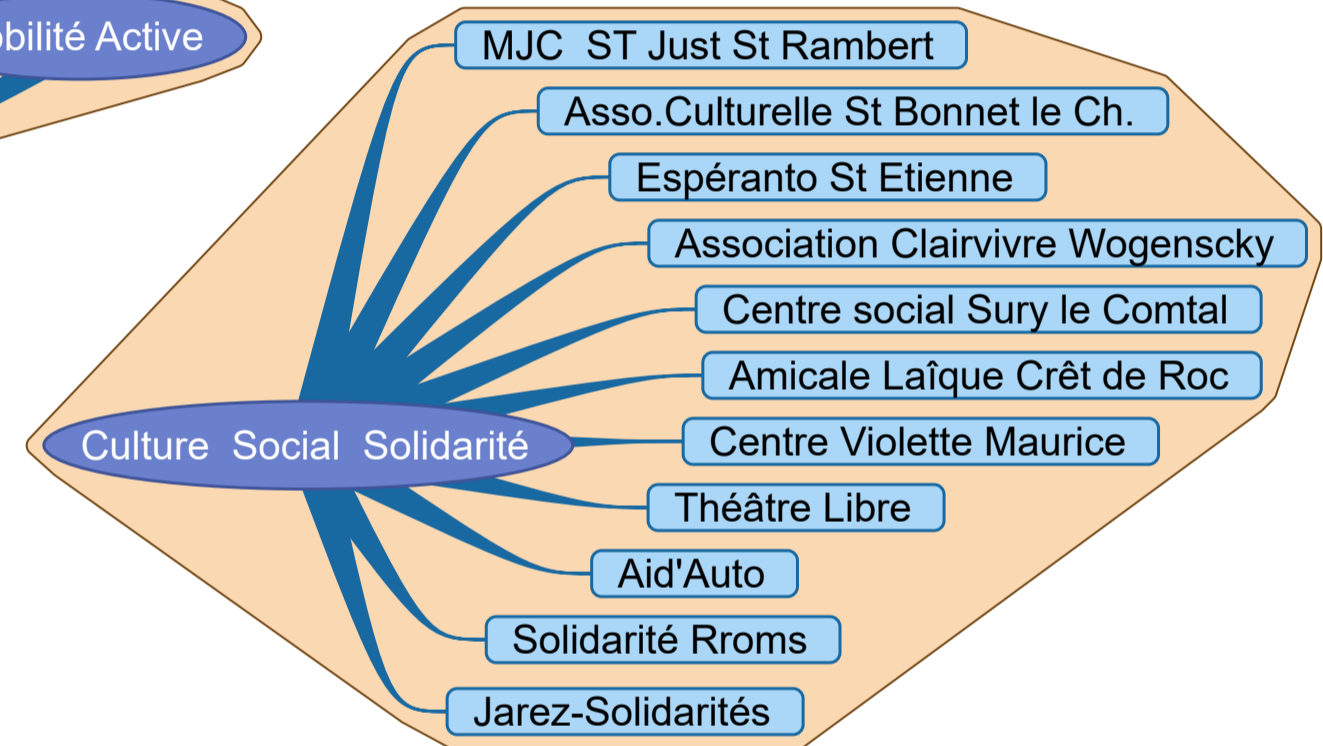 bilité Active
MJC  ST Just St Rambert
Asso.Culturelle St Bonnet le Ch.
Espéranto St Etienne
Association Clairvivre Wogenscky
Centre social Sury le Comtal
Amicale Laîque Crêt de Roc
Culture  Social  Solidarité
Centre Violette Maurice
Théâtre Libre
Aid'Auto
Solidarité Rroms
Jarez-Solidarités